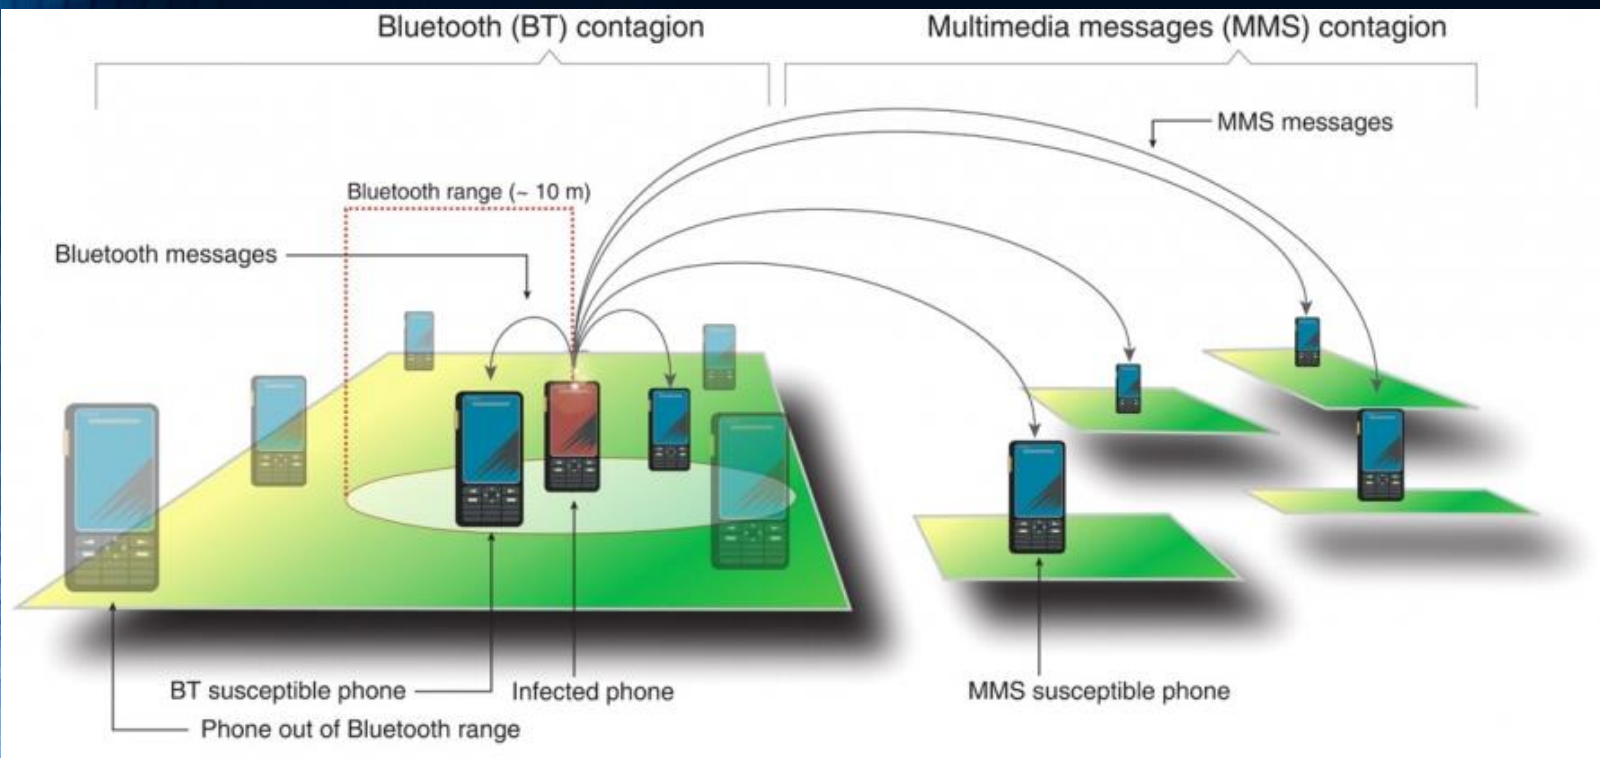 Bluetooth (BT) contagion
Multimedia messages (MMS) contagion
MMS messages
Bluetooth range (~ 10 m)
Bluetooth messages
BT susceptible phone
Infected phone
MMS susceptible phone
Phone out of Bluetooth range